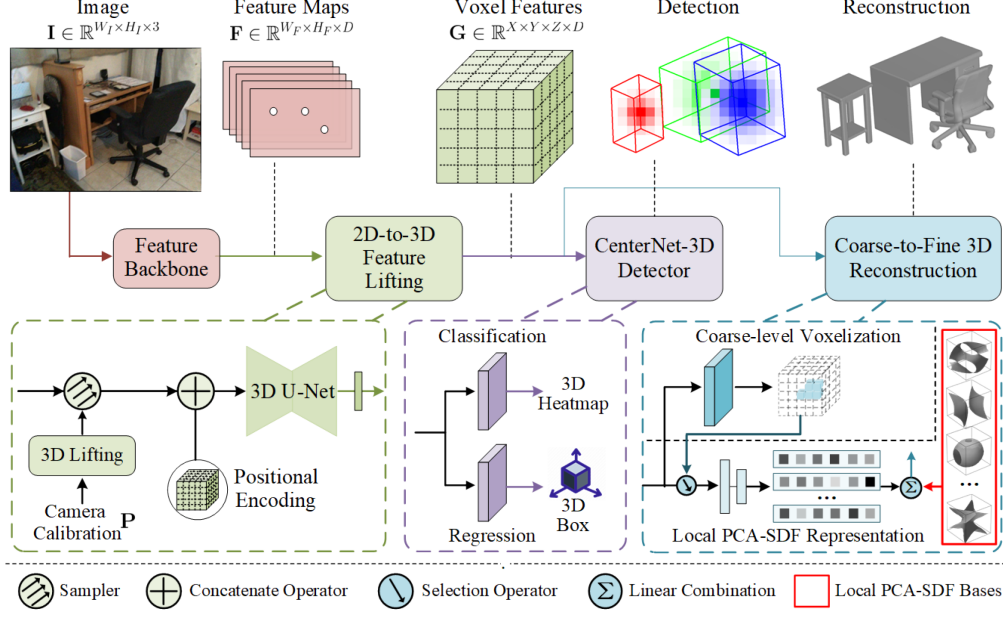 Image
I ∈ ℝ^{W_I×H_I×3}
Feature Maps
F ∈ ℝ^{W_F×H_F×D}
Voxel Features
G ∈ ℝ^{X×Y×Z×D}
Detection
Reconstruction
Feature
Backbone
2D-to-3D
Feature
Lifting
CenterNet-3D
Detector
Coarse-to-Fine 3D
Reconstruction
3D U-Net
3D Lifting
Camera
Calibration P
Positional
Encoding
Classification
3D
Heatmap
3D
Box
Regression
Coarse-level Voxelization
...
Σ
Local PCA-SDF Representation
...
Sampler
Concatenate Operator
Selection Operator
Σ
Linear Combination
Local PCA-SDF Bases